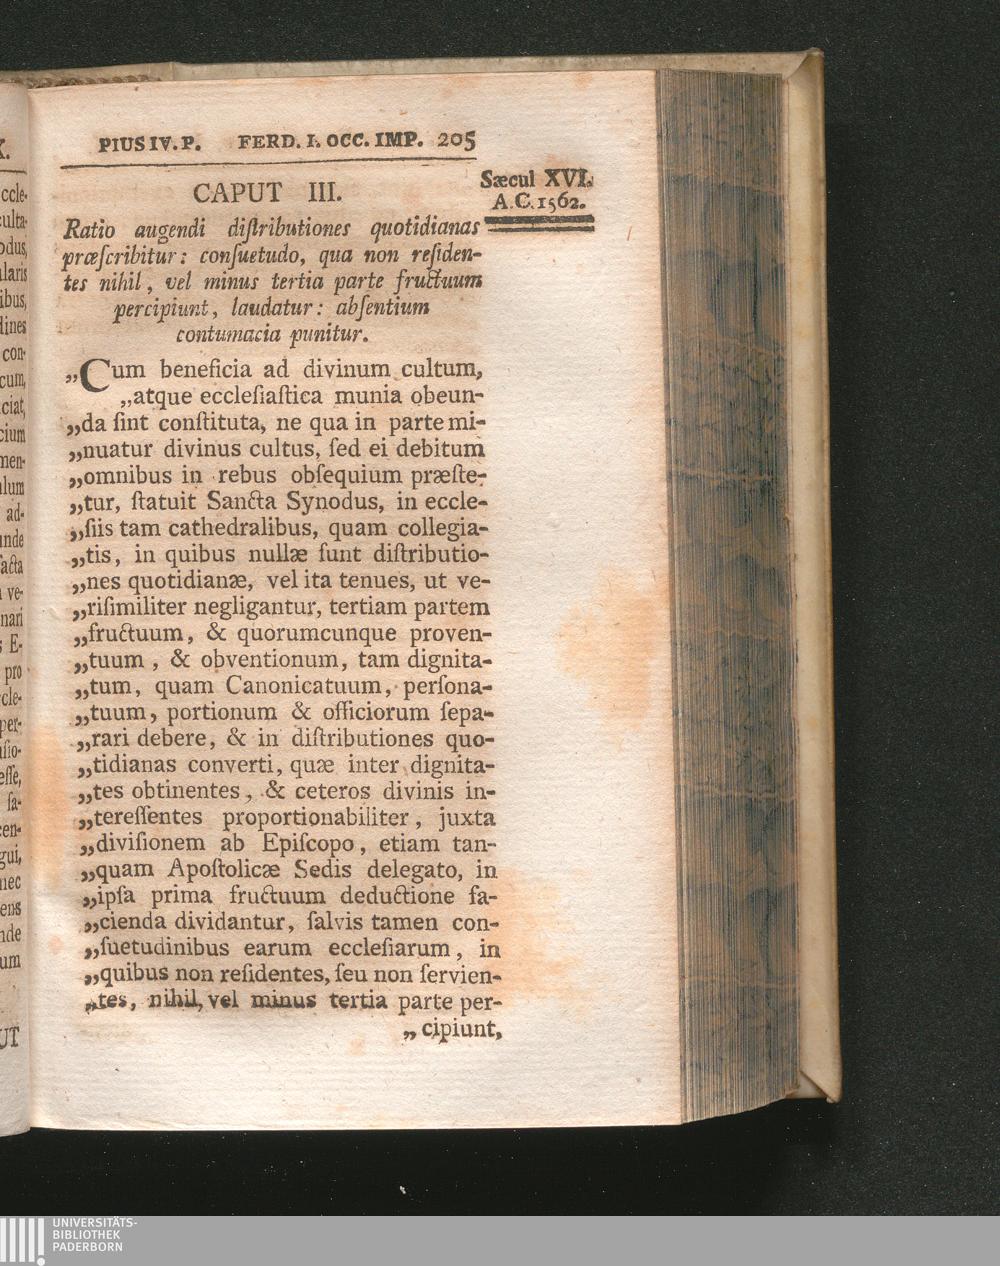 PIUS IV. P. FERD. I. OCC. IMP. 205
Sæcul XVI.
A.C. 1562.
CAPUT III.
Ratio augendi diſtributiones quotidianas
præſcribitur: conſuetudo, qua non reſiden-
tes nihil, vel minus tertia parte fructuum
percipiunt, laudatur: abſentium
contumacia punitur.
„Cum beneficia ad divinum cultum,
„atque eccleſiaſtica munia obeun-
„da ſint conſtituta, ne qua in parte mi-
„nuatur divinus cultus, ſed ei debitum
„omnibus in rebus obſequium præſte-
„tur, ſtatuit Sancta Synodus, in eccle-
„ſiis tam cathedralibus, quam collegia-
„tis, in quibus nullæ ſunt diſtributio-
„nes quotidianæ, vel ita tenues, ut ve-
„riſimiliter negligantur, tertiam partem
„fructuum, & quorumcunque proven-
„tuum, & obventionum, tam dignita-
„tum, quam Canonicatuum, perſona-
„tuum, portionum & officiorum ſepa-
„rari debere, & in diſtributiones quo-
„tidianas converti, quæ inter dignita-
„tes obtinentes, & ceteros divinis in-
„tereſſentes proportionabiliter, juxta
„diviſionem ab Epiſcopo, etiam tan-
„quam Apoſtolicæ Sedis delegato, in
„ipſa prima fructuum deductione fa-
„cienda dividantur, ſalvis tamen con-
„ſuetudinibus earum eccleſiarum, in
„quibus non reſidentes, ſeu non ſervien-
„tes, nihil, vel minus tertia parte per-
„cipiunt,
UNIVERSITÄTS-
BIBLIOTHEK
PADERBORN